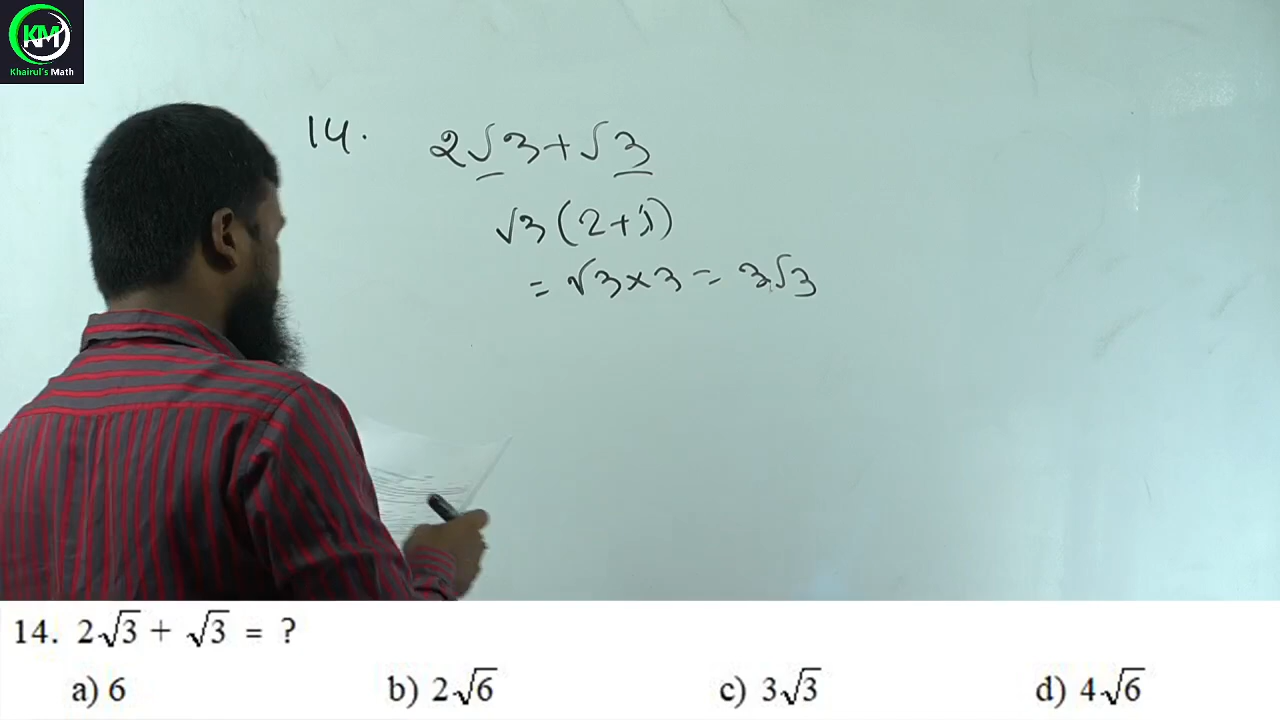 KM
Khairul's Math
14. 2√3+√3
√3(2+1)
= √3×3 = 3√3
14. 2√3 + √3 = ?
a) 6 b) 2√6 c) 3√3 d) 4√6